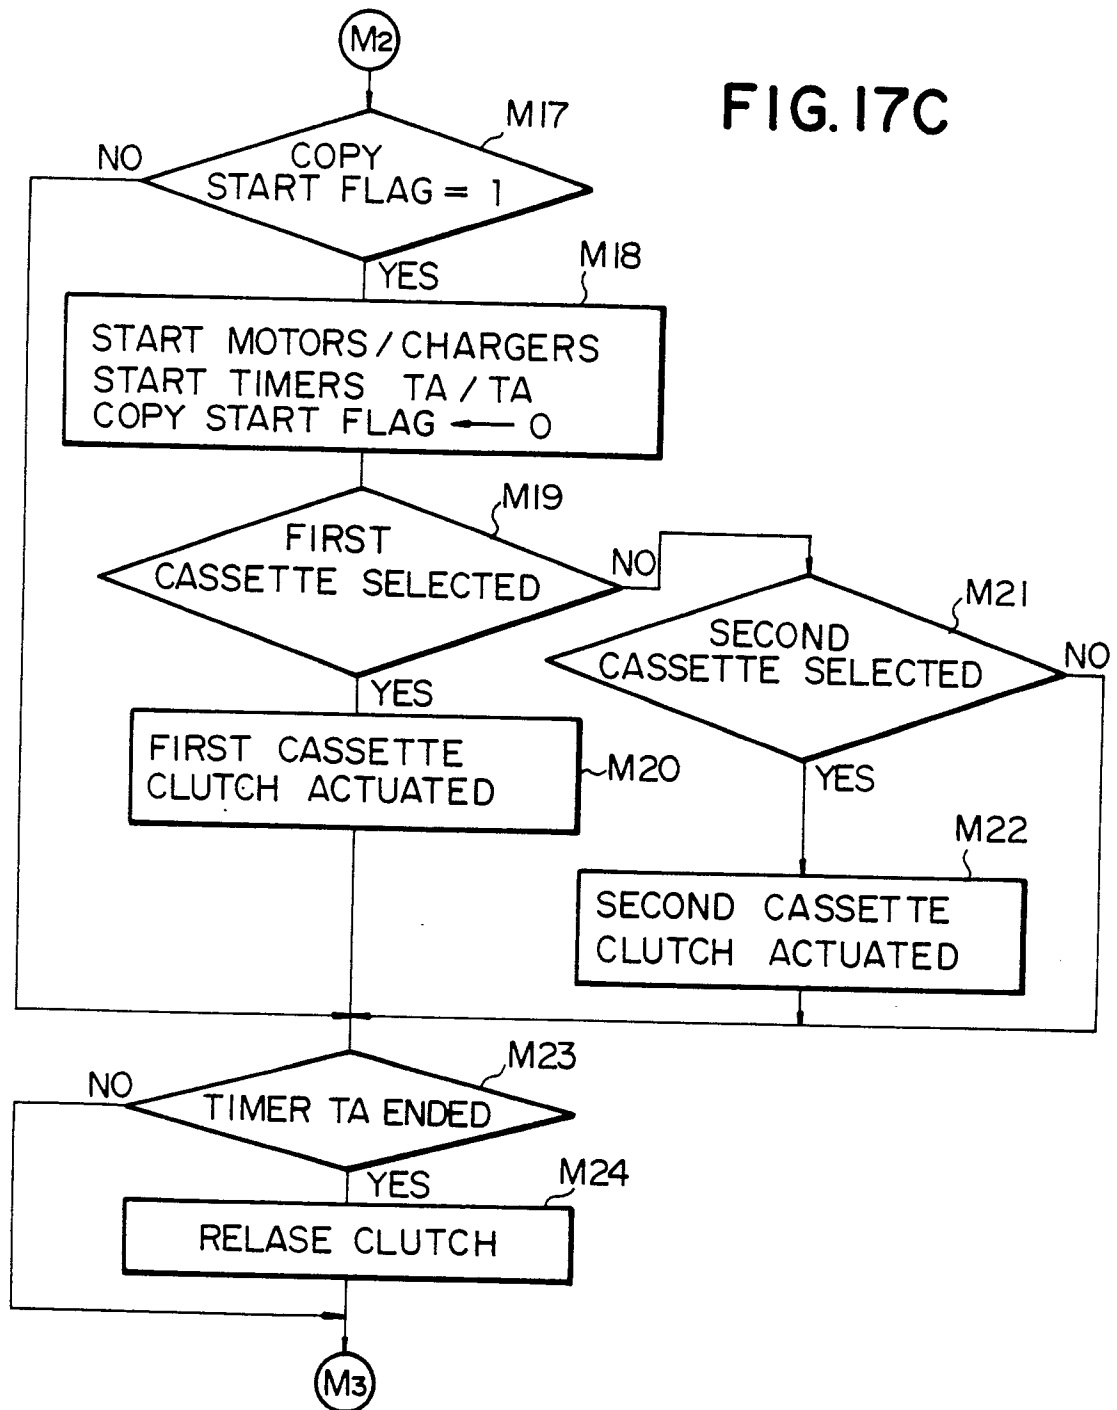 M2
FIG. 17C
M17
NO
COPY
START FLAG = 1
YES
M18
START MOTORS / CHARGERS
START TIMERS TA / TA
COPY START FLAG ← 0
M19
FIRST
CASSETTE SELECTED
NO
M21
SECOND
CASSETTE SELECTED
NO
YES
FIRST CASSETTE
CLUTCH ACTUATED
M20
YES
M22
SECOND CASSETTE
CLUTCH ACTUATED
M23
NO
TIMER TA ENDED
YES
M24
RELASE CLUTCH
M3